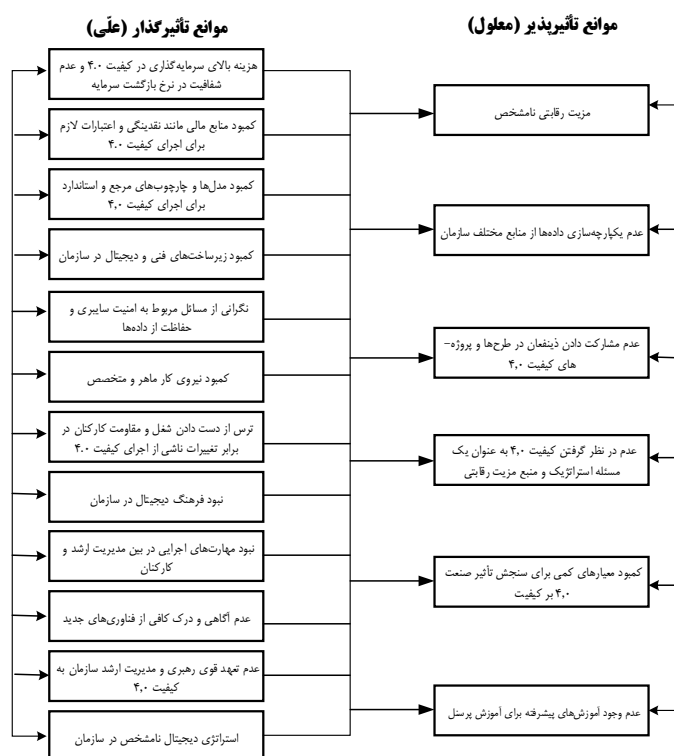 موانع تأثیرگذار (علّی)
هزینه بالای سرمایه‌گذاری در کیفیت ۴.۰ و عدم
شفافیت در نرخ بازگشت سرمایه
کمبود منابع مالی مانند نقدینگی و اعتبارات لازم
برای اجرای کیفیت ۴.۰
کمبود مدل‌ها و چارچوب‌های مرجع و استاندارد
برای اجرای کیفیت ۴,۰
کمبود زیرساخت‌های فنی و دیجیتال در سازمان
نگرانی از مسائل مربوط به امنیت سایبری و
حفاظت از داده‌ها
کمبود نیروی کار ماهر و متخصص
ترس از دست دادن شغل و مقاومت کارکنان در
برابر تغییرات ناشی از اجرای کیفیت ۴.۰
نبود فرهنگ دیجیتال در سازمان
نبود مهارت‌های اجرایی در بین مدیریت ارشد و
کارکنان
عدم آگاهی و درک کافی از فناوری‌های جدید
عدم تعهد قوی رهبری و مدیریت ارشد سازمان به
کیفیت ۴,۰
استراتژی دیجیتال نامشخص در سازمان
موانع تأثیرپذیر (معلول)
مزیت رقابتی نامشخص
عدم یکپارچه‌سازی داده‌ها از منابع مختلف سازمان
عدم مشارکت دادن ذینفعان در طرح‌ها و پروژه-
های کیفیت ۴,۰
عدم در نظر گرفتن کیفیت ۴,۰ به عنوان یک
مسئله استراتژیک و منبع مزیت رقابتی
کمبود معیارهای کمی برای سنجش تأثیر صنعت
۴,۰ بر کیفیت
عدم وجود آموزش‌های پیشرفته برای آموزش پرسنل